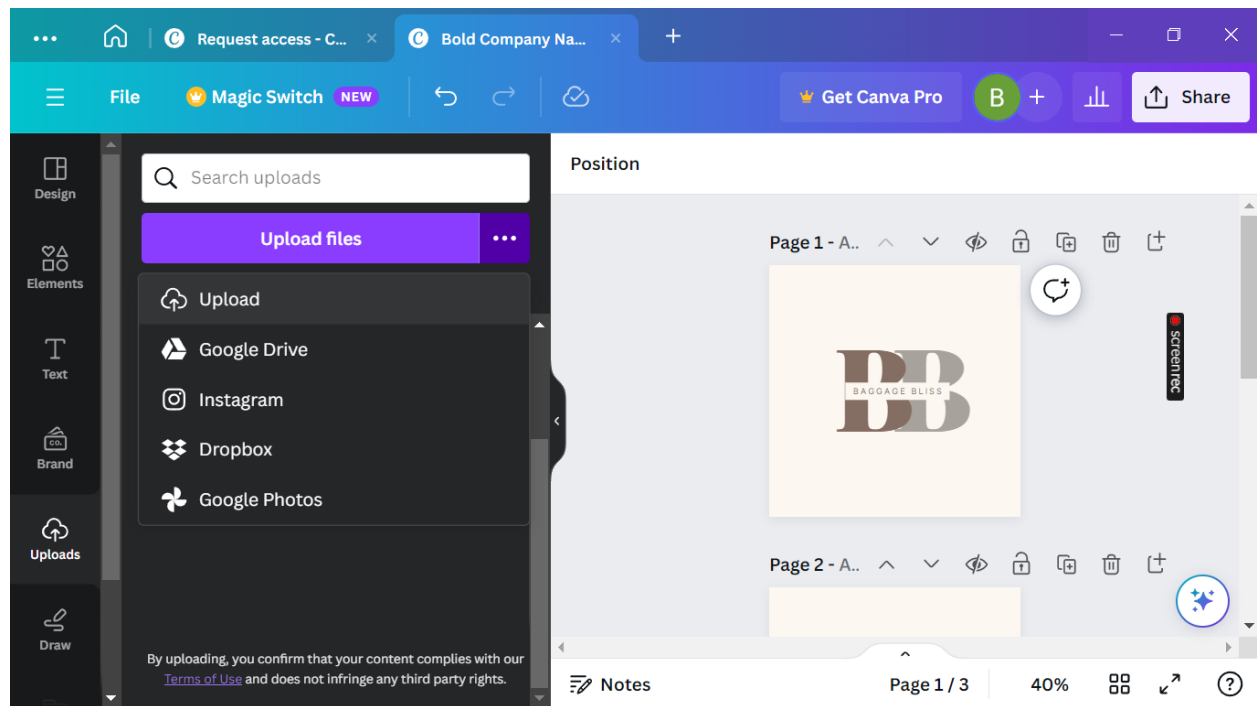 Request access - C...
Bold Company Na...
File
Magic Switch NEW
Get Canva Pro
B
Share
Design
Elements
Text
CO.
Brand
Uploads
Draw
Search uploads
Upload files
Upload
Google Drive
Instagram
Dropbox
Google Photos
By uploading, you confirm that your content complies with our
Terms of Use and does not infringe any third party rights.
Position
Page 1 - A..
BB
BAGGAGE BLISS
screenrec
Page 2 - A..
Notes
Page 1 / 3
40%